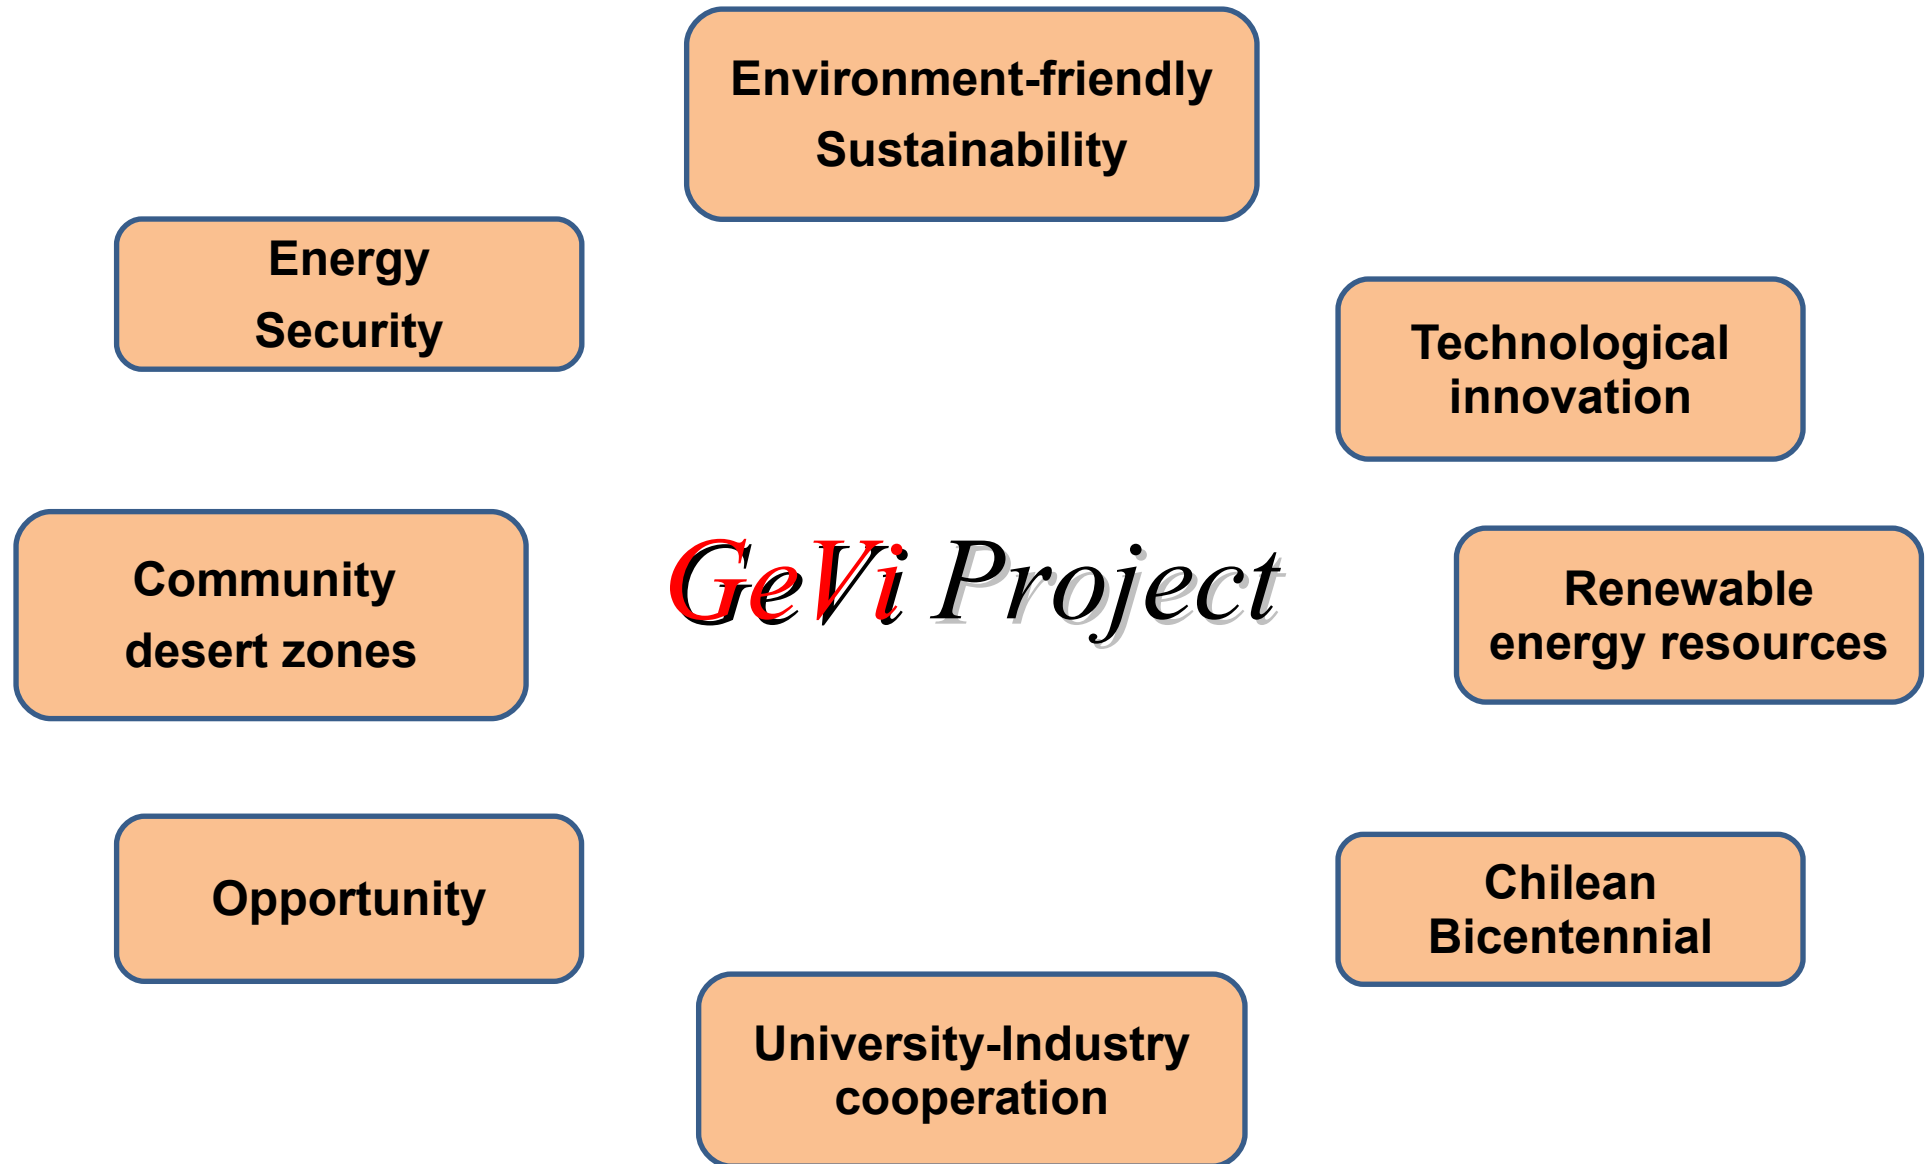 Environment-friendly
Sustainability
Energy
Security
Technological
innovation
Community
desert zones
GeVi Project
Renewable
energy resources
Opportunity
Chilean
Bicentennial
University-Industry
cooperation